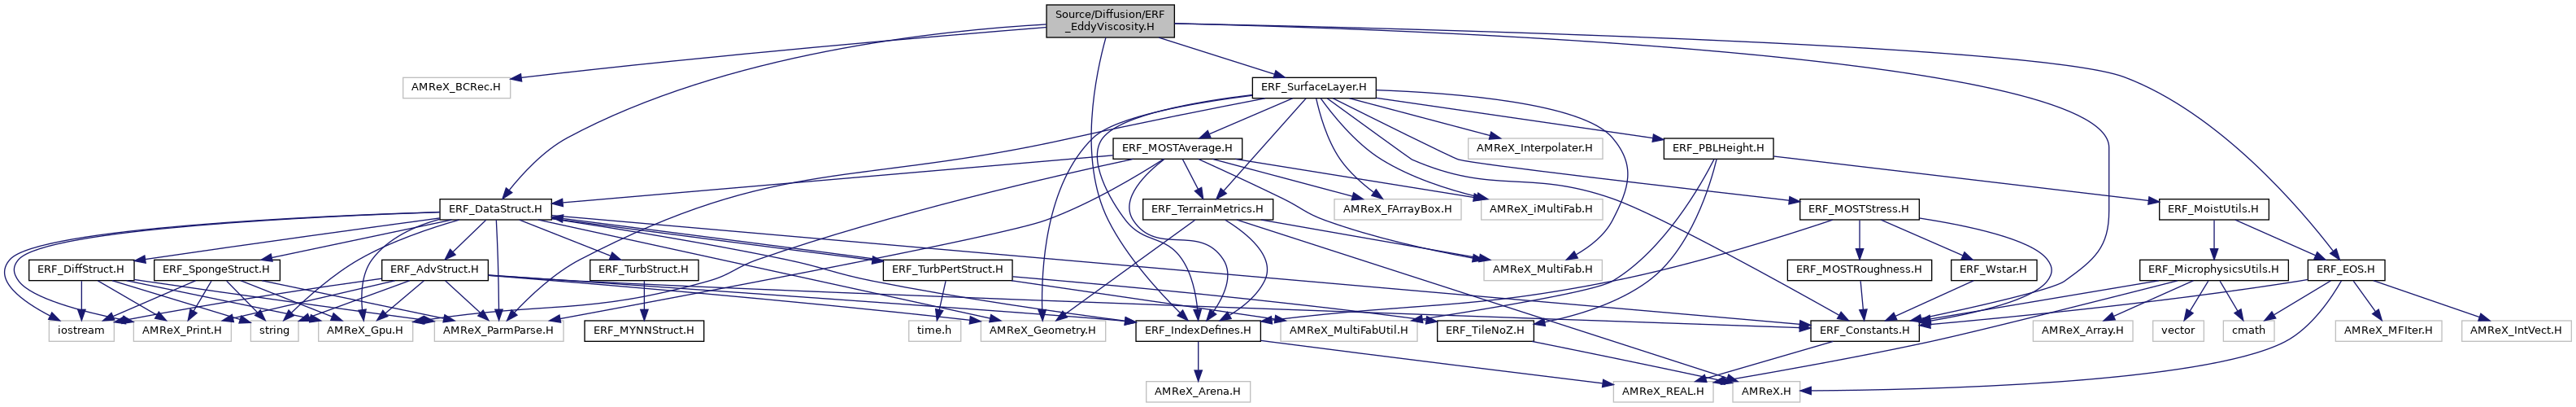 Source/Diffusion/ERF
_EddyViscosity.H
AMReX_BCRec.H
ERF_SurfaceLayer.H
ERF_MOSTAverage.H
AMReX_Interpolater.H
ERF_PBLHeight.H
ERF_DataStruct.H
ERF_TerrainMetrics.H
AMReX_FArrayBox.H
AMReX_iMultiFab.H
ERF_MOSTStress.H
ERF_MoistUtils.H
ERF_DiffStruct.H
ERF_SpongeStruct.H
ERF_AdvStruct.H
ERF_TurbStruct.H
ERF_TurbPertStruct.H
AMReX_MultiFab.H
ERF_MOSTRoughness.H
ERF_Wstar.H
ERF_MicrophysicsUtils.H
ERF_EOS.H
iostream
AMReX_Print.H
string
AMReX_Gpu.H
AMReX_ParmParse.H
ERF_MYNNStruct.H
time.h
AMReX_Geometry.H
ERF_IndexDefines.H
AMReX_MultiFabUtil.H
ERF_TileNoZ.H
ERF_Constants.H
AMReX_Array.H
vector
cmath
AMReX_MFIter.H
AMReX_IntVect.H
AMReX_Arena.H
AMReX_REAL.H
AMReX.H